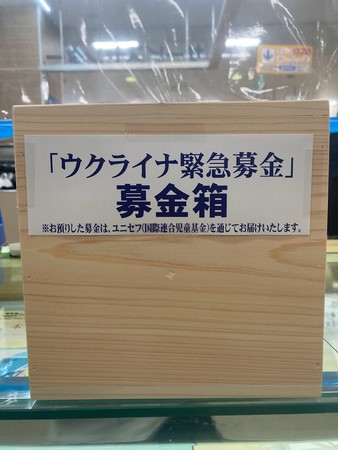 「ウクライナ緊急募金」
募金箱
※お預りした募金は、ユニセフ(国際連合児童基金)を通じてお届けいたします。